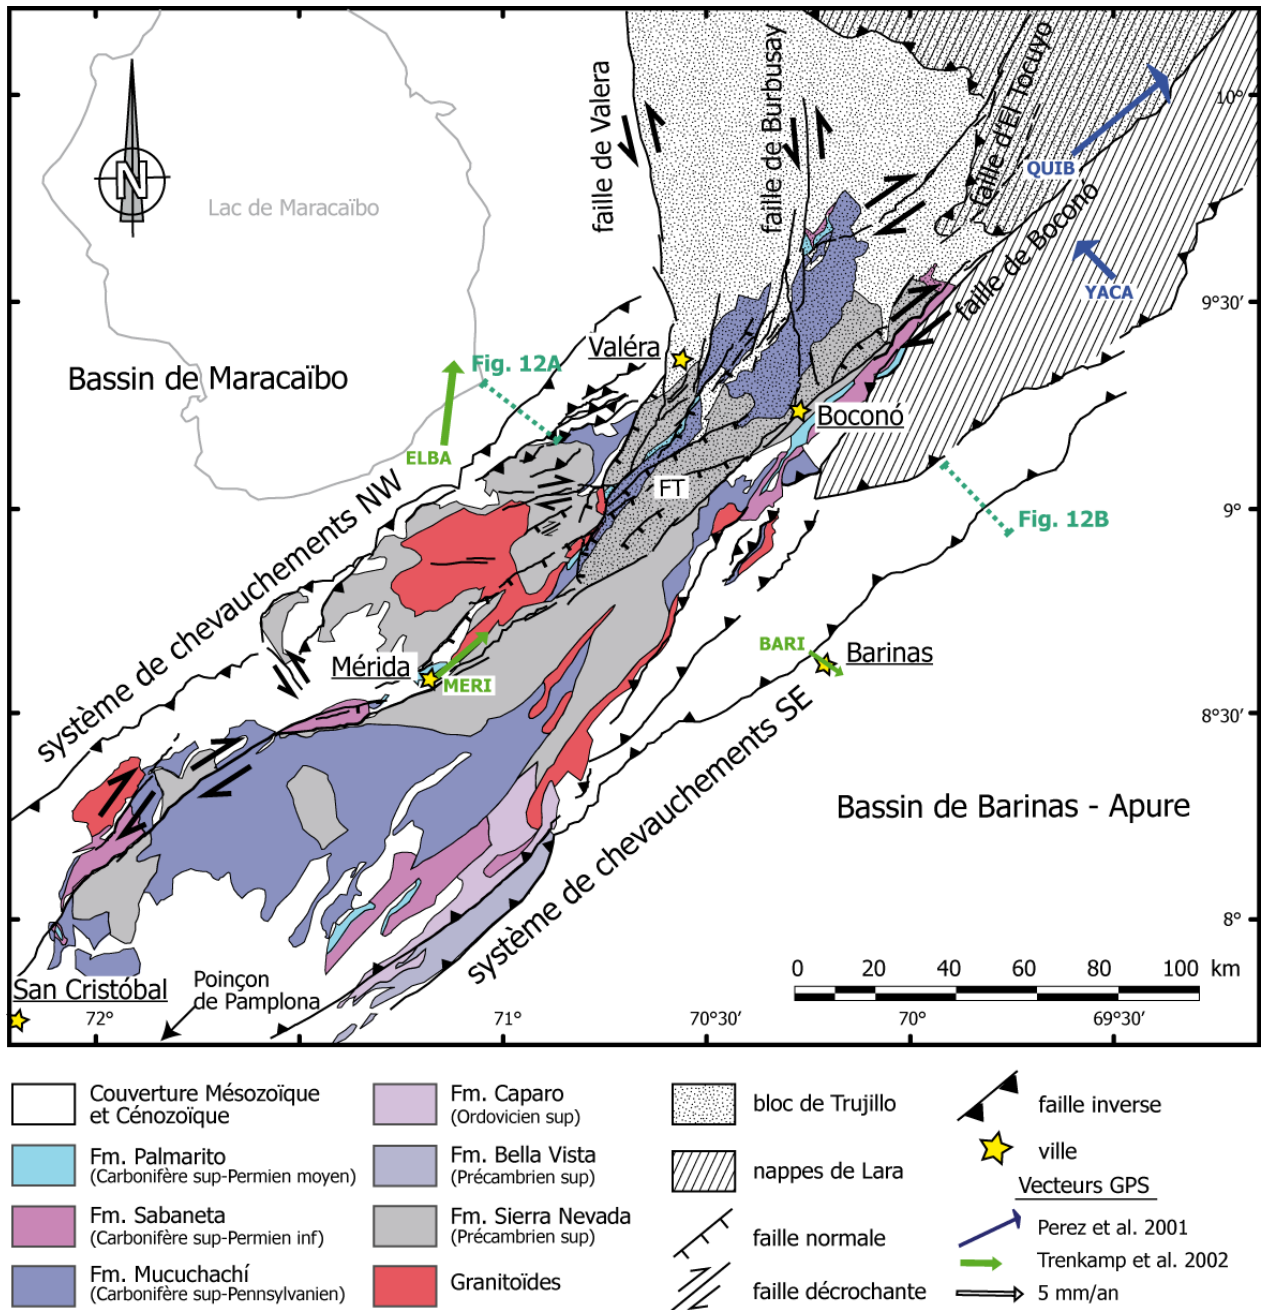 faille de Valera
faille de Burbusay
faille d'El Tocuyo
10°
N
QUIB
Lac de Maracaïbo
faille de Boconó
YACA
9°30'
Valéra
Fig. 12A
Bassin de Maracaïbo
Boconó
ELBA
FT
système de chevauchements NW
9°
Fig. 12B
BARI
Barinas
Mérida
MERI
8°30'
système de chevauchements SE
Bassin de Barinas - Apure
8°
San Cristóbal
Poinçon
de Pamplona
0 20 40 60 80 100 km
72° 71° 70°30' 70° 69°30'
Couverture Mésozoïque
et Cénozoïque
Fm. Palmarito
(Carbonifère sup-Permien moyen)
Fm. Sabaneta
(Carbonifère sup-Permien inf)
Fm. Mucuchachí
(Carbonifère sup-Pennsylvanien)
Fm. Caparo
(Ordovicien sup)
Fm. Bella Vista
(Précambrien sup)
Fm. Sierra Nevada
(Précambrien sup)
Granitoïdes
bloc de Trujillo
nappes de Lara
faille normale
faille décrochante
faille inverse
ville
Vecteurs GPS
Perez et al. 2001
Trenkamp et al. 2002
5 mm/an